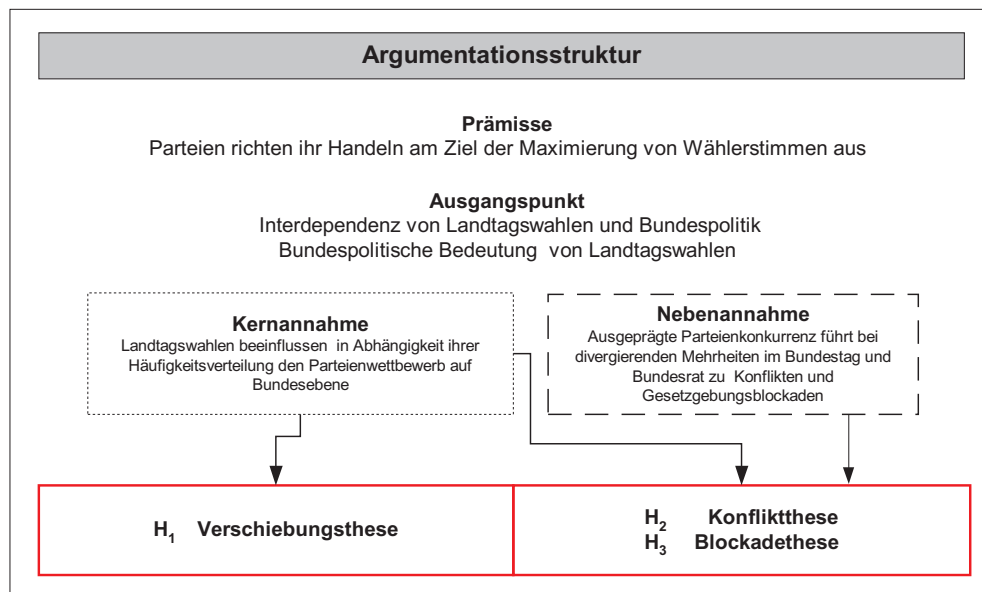 Argumentationsstruktur
Prämisse
Parteien richten ihr Handeln am Ziel der Maximierung von Wählerstimmen aus
Ausgangspunkt
Interdependenz von Landtagswahlen und Bundespolitik
Bundespolitische Bedeutung von Landtagswahlen
Kernannahme
Landtagswahlen beeinflussen in Abhängigkeit ihrer
Häufigkeitsverteilung den Parteienwettbewerb auf
Bundesebene
Nebenannahme
Ausgeprägte Parteienkonkurrenz führt bei
divergierenden Mehrheiten im Bundestag und
Bundesrat zu Konflikten und
Gesetzgebungsblockaden
H₁ Verschiebungsthese
H₂ Konfliktthese
H₃ Blockadethese